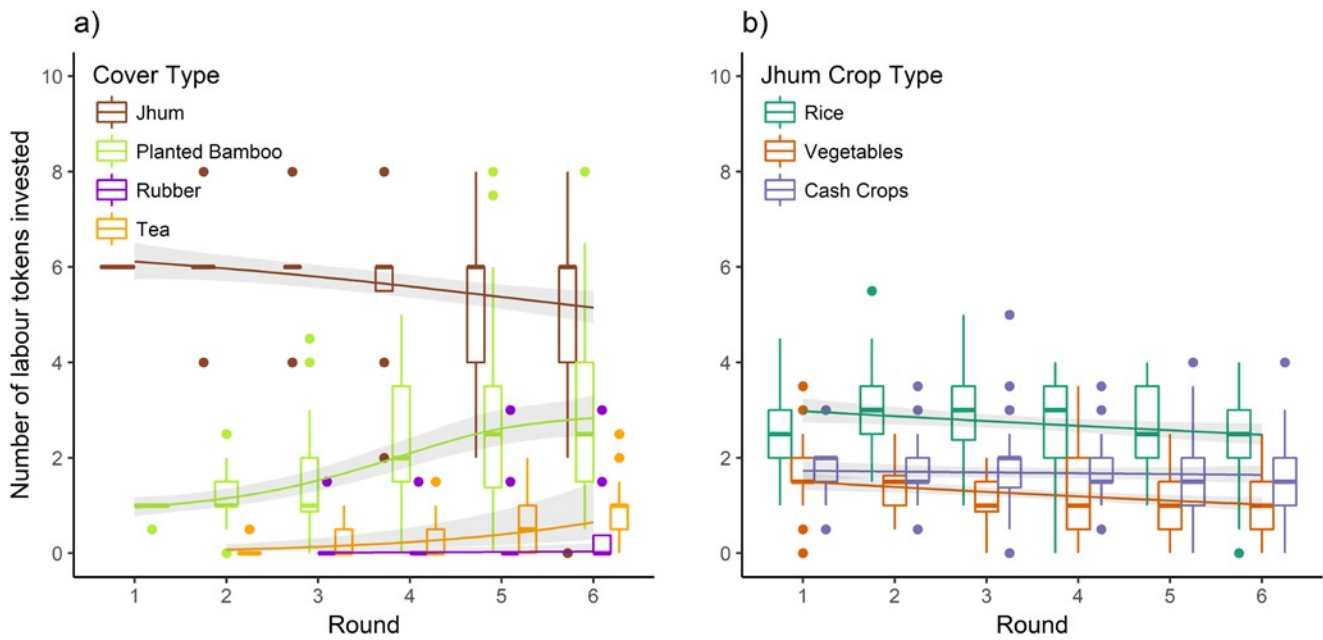 a)
Number of labour tokens invested
10
8
6
4
2
0
Cover Type
Jhum
Planted Bamboo
Rubber
Tea
1 2 3 4 5 6
Round
b)
10
8
6
4
2
0
Jhum Crop Type
Rice
Vegetables
Cash Crops
1 2 3 4 5 6
Round